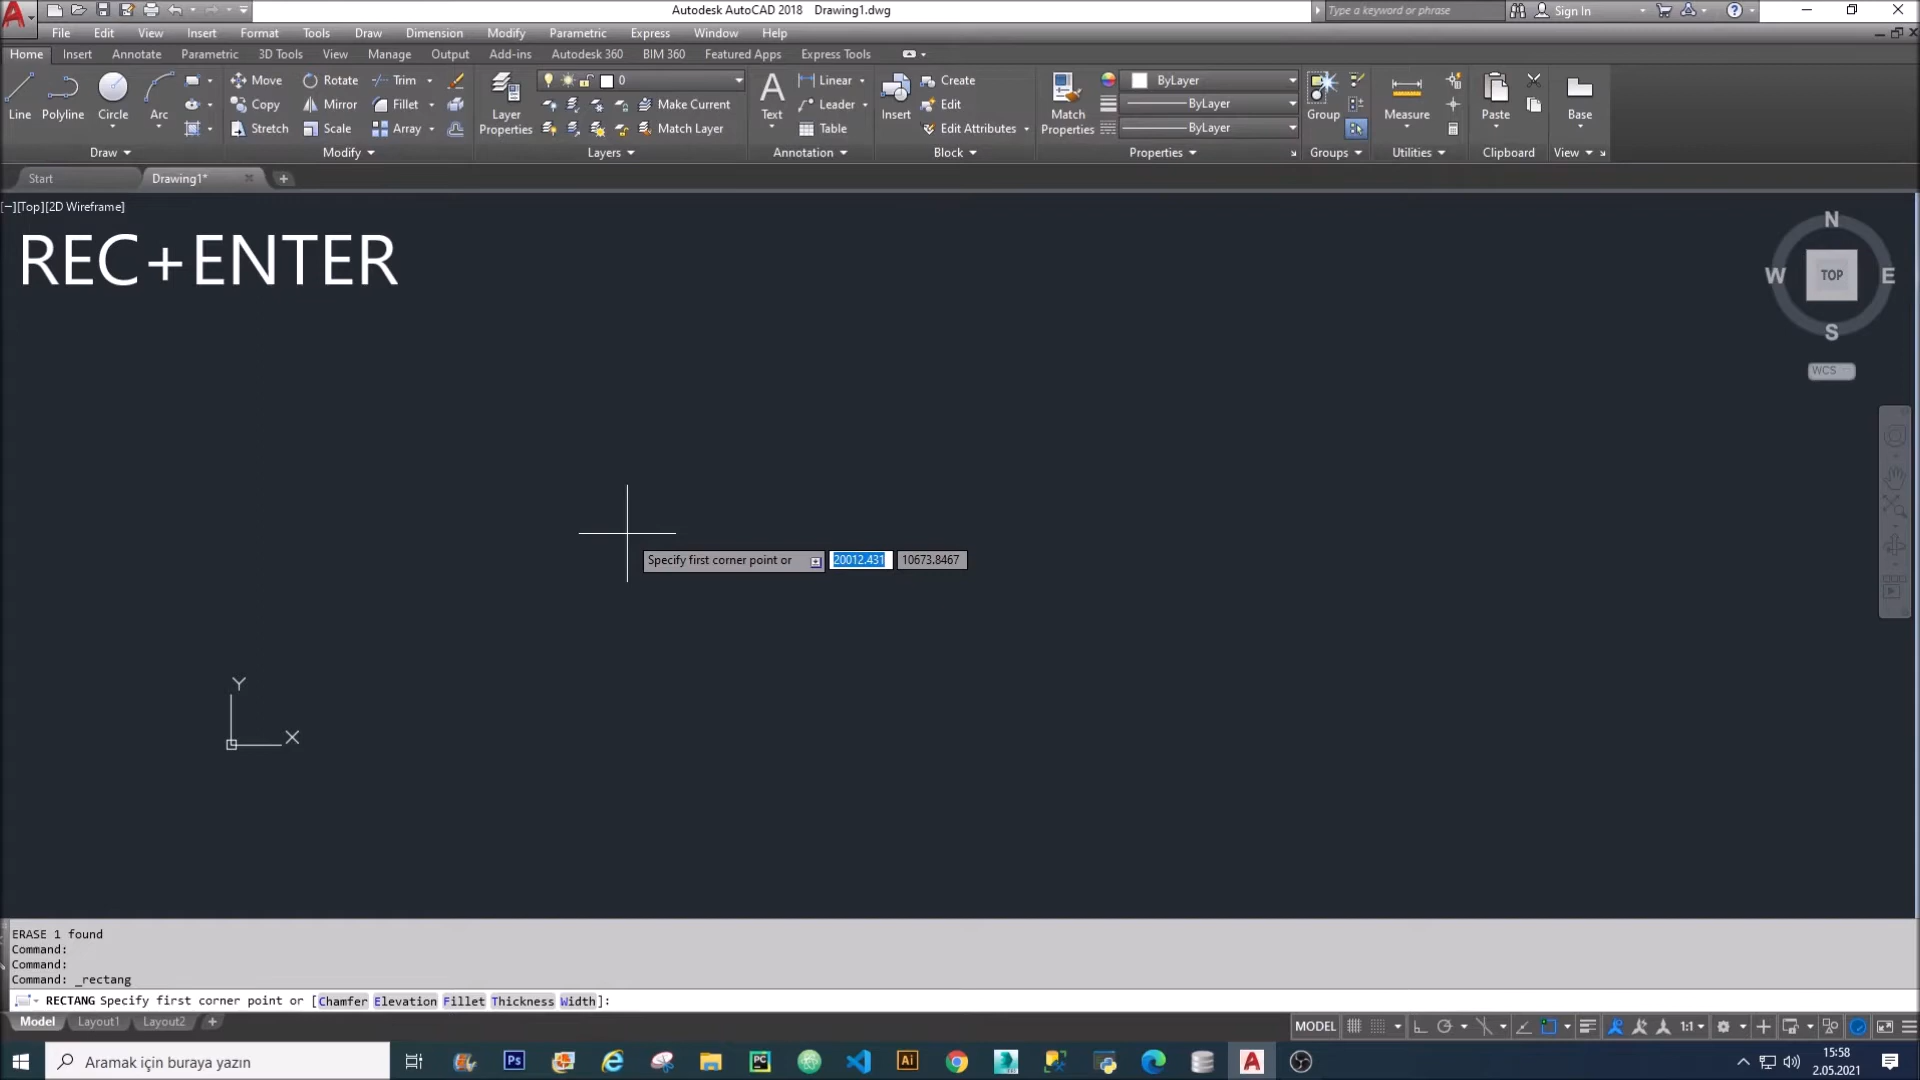 Autodesk AutoCAD 2018 Drawing1.dwg
Type a keyword or phrase
Sign In
File Edit View Insert Format Tools Draw Dimension Modify Parametric Express Window Help
Home Insert Annotate Parametric 3D Tools View Manage Output Add-ins Autodesk 360 BIM 360 Featured Apps Express Tools
Line Polyline Circle Arc
Move Rotate Trim
Copy Mirror Fillet
Stretch Scale Array
Layer Properties
0
Make Current
Match Layer
Text
Linear
Leader
Table
Insert
Create
Edit
Edit Attributes
Match Properties
ByLayer
ByLayer
ByLayer
Group
Measure
Paste
Base
Draw Modify Layers Annotation Block Properties Groups Utilities Clipboard View
Start Drawing1*
[−][Top][2D Wireframe]
REC+ENTER
N
W TOP E
S
WCS
Specify first corner point or 20012.431 10673.8467
Y
X
ERASE 1 found
Command:
Command:
Command: _rectang
RECTANG Specify first corner point or [Chamfer Elevation Fillet Thickness Width]:
Model Layout1 Layout2
MODEL 1:1
Aramak için buraya yazın
Ps
PC
Ai
15:58
2.05.2021